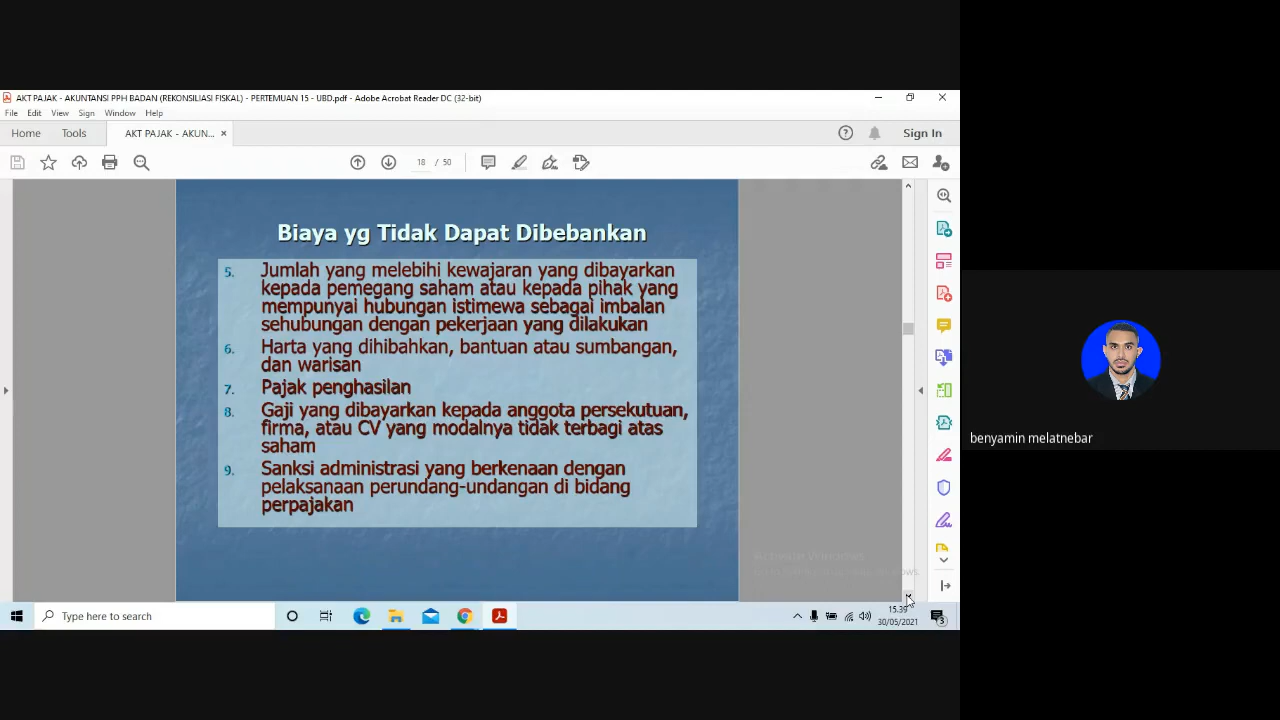 AKT PAJAK - AKUNTANSI PPH BADAN (REKONSILIASI FISKAL) - PERTEMUAN 15 - UBD.pdf - Adobe Acrobat Reader DC (32-bit)
File Edit View Sign Window Help
Home Tools AKT PAJAK - AKUN... × Sign In
18 / 50
Biaya yg Tidak Dapat Dibebankan
5. Jumlah yang melebihi kewajaran yang dibayarkan
kepada pemegang saham atau kepada pihak yang
mempunyai hubungan istimewa sebagai imbalan
sehubungan dengan pekerjaan yang dilakukan
6. Harta yang dihibahkan, bantuan atau sumbangan,
dan warisan
7. Pajak penghasilan
8. Gaji yang dibayarkan kepada anggota persekutuan,
firma, atau CV yang modalnya tidak terbagi atas
saham
9. Sanksi administrasi yang berkenaan dengan
pelaksanaan perundang-undangan di bidang
perpajakan
benyamin melatnebar
Activate Windows
Type here to search
15.39
30/05/2021
3